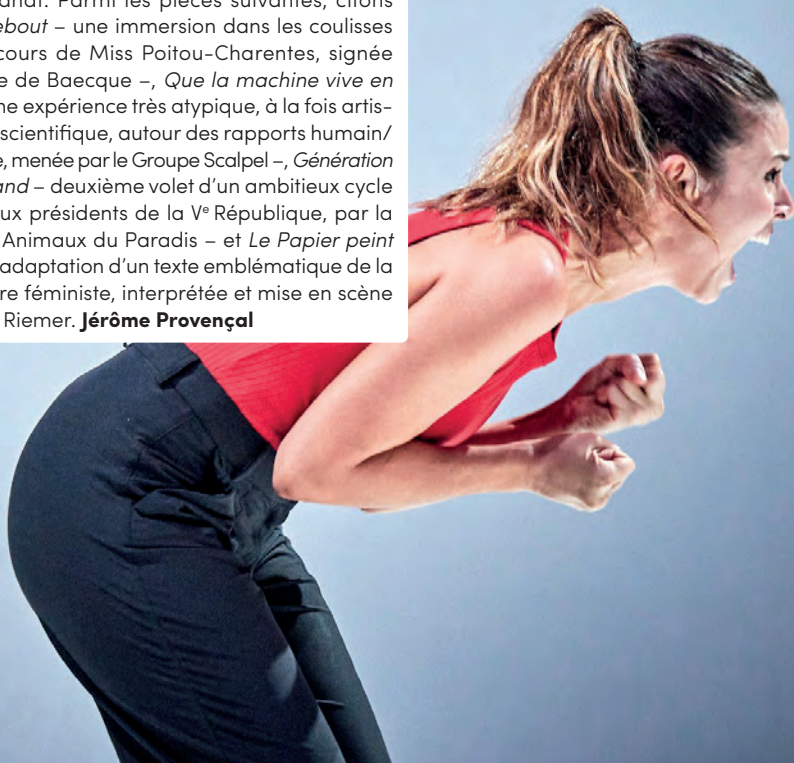 Parmi les pièces suivantes, citons
ebout – une immersion dans les coulisses
cours de Miss Poitou-Charentes, signée
e de Baecque –, Que la machine vive en
ne expérience très atypique, à la fois artis-
scientifique, autour des rapports humain/
e, menée par le Groupe Scalpel –, Génération
and – deuxième volet d’un ambitieux cycle
ux présidents de la Ve République, par la
Animaux du Paradis – et Le Papier peint
adaptation d’un texte emblématique de la
re féministe, interprétée et mise en scène
Riemer. Jérôme Provençal